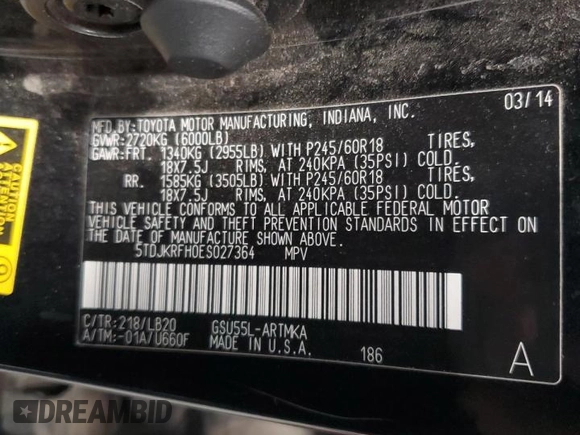 03/14
MFD.BY:TOYOTA MOTOR MANUFACTURING, INDIANA, INC.
GVWR:2720KG (6000LB)
GAWR:FRT. 1340KG (2955LB) WITH P245/60R18 TIRES,
18X7.5J RIMS, AT 240KPA (35PSI) COLD.
RR. 1585KG (3505LB) WITH P245/60R18 TIRES,
18X7.5J RIMS, AT 240KPA (35PSI) COLD.
THIS VEHICLE CONFORMS TO ALL APPLICABLE FEDERAL MOTOR
VEHICLE SAFETY AND THEFT PREVENTION STANDARDS IN EFFECT ON
THE DATE OF MANUFACTURE SHOWN ABOVE.
5TDJKRFH0ES027364 MPV
C/TR:218/LB20 GSU55L-ARTMKA
A/TM:-01A/U660F MADE IN U.S.A.
186
A
CAUTION
DREAMBID